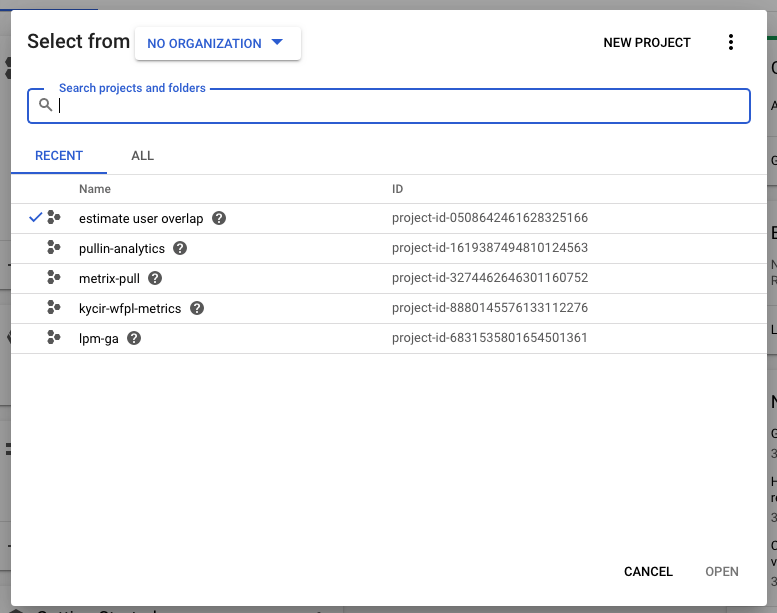 Select from NO ORGANIZATION NEW PROJECT
Search projects and folders
RECENT ALL
Name ID
estimate user overlap project-id-0508642461628325166
pullin-analytics project-id-1619387494810124563
metrix-pull project-id-3274462646301160752
kycir-wfpl-metrics project-id-8880145576133112276
lpm-ga project-id-6831535801654501361
CANCEL OPEN